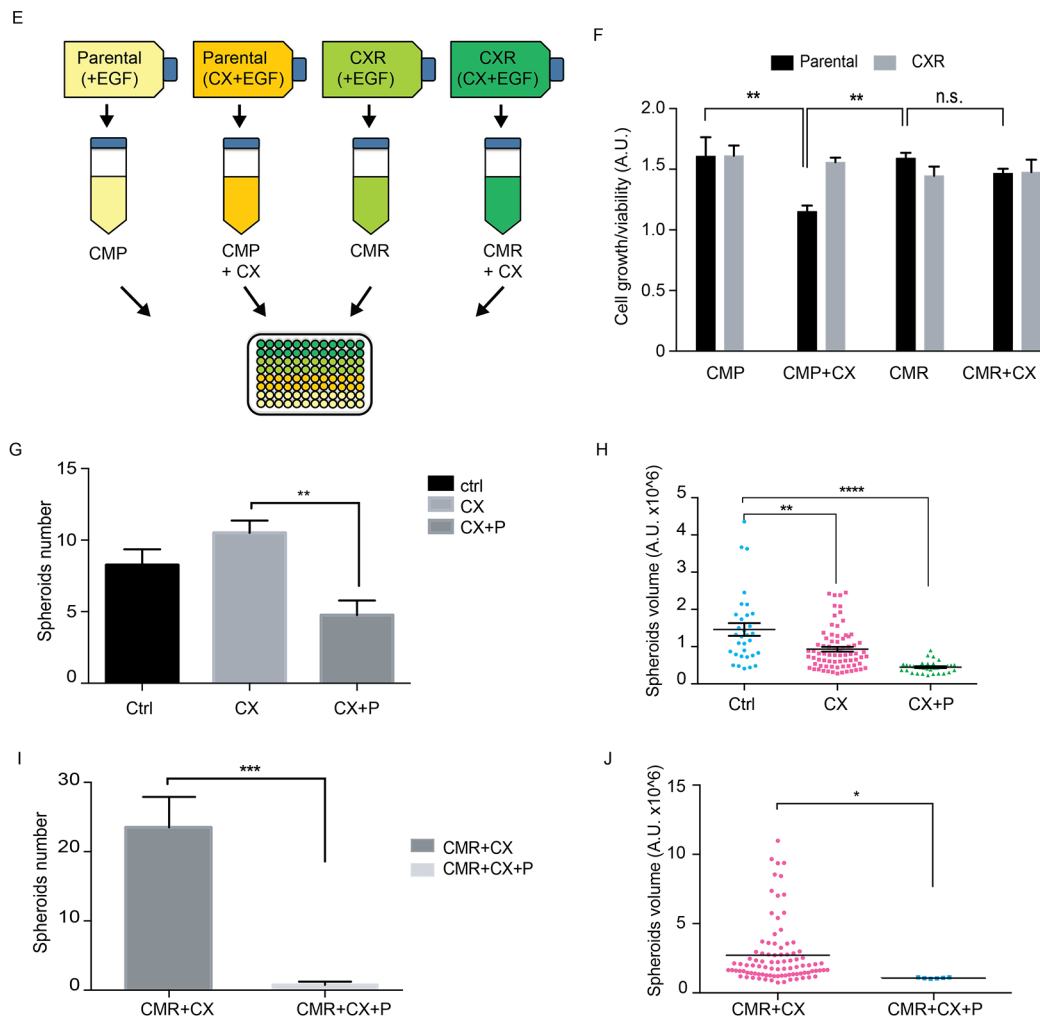 E
Parental
(+EGF)
Parental
(CX+EGF)
CXR
(+EGF)
CXR
(CX+EGF)
CMP
CMP
+ CX
CMR
CMR
+ CX
F
Parental
CXR
**
**
n.s.
2.0
1.5
1.0
0.5
0
Cell growth/viability (A.U.)
CMP
CMP+CX
CMR
CMR+CX
G
15
10
5
0
Spheroids number
**
ctrl
CX
CX+P
Ctrl
CX
CX+P
H
Spheroids volume (A.U. x10^6)
5
4
3
2
1
0
****
**
Ctrl
CX
CX+P
I
30
20
10
0
Spheroids number
***
CMR+CX
CMR+CX+P
CMR+CX
CMR+CX+P
J
Spheroids volume (A.U. x10^6)
15
10
5
0
*
CMR+CX
CMR+CX+P